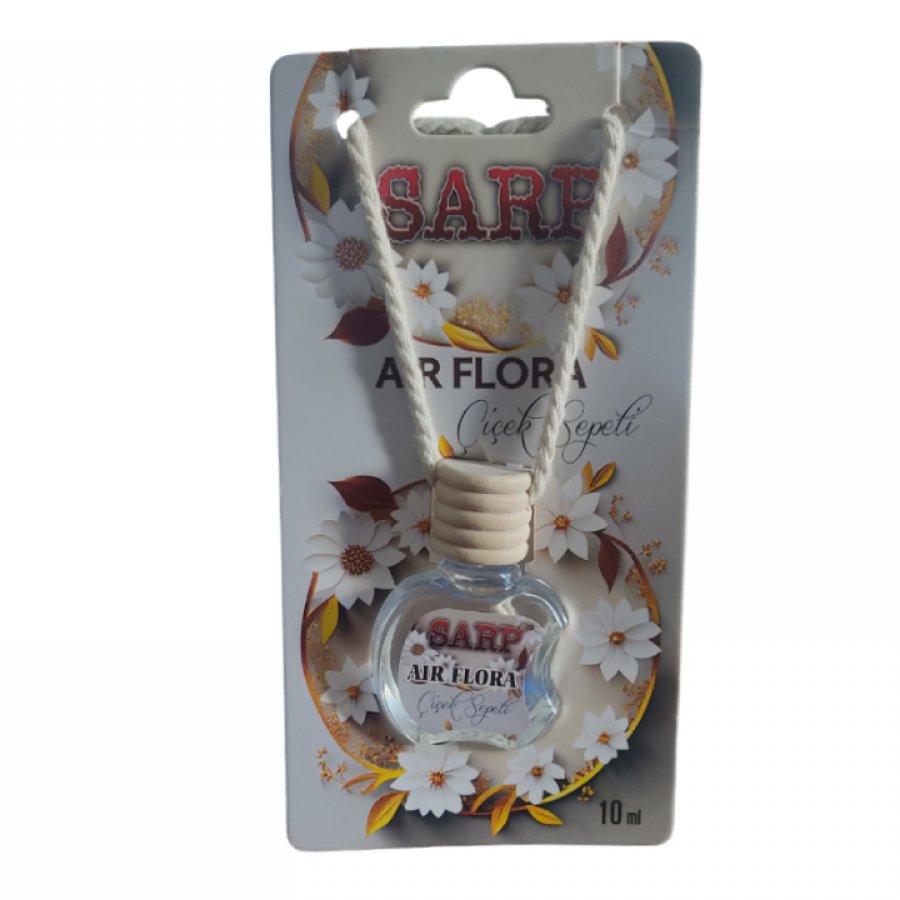 SARP
AIR FLORA
Çiçek Sepeti
SARP
AIR FLORA
Çiçek Sepeti
10 ml